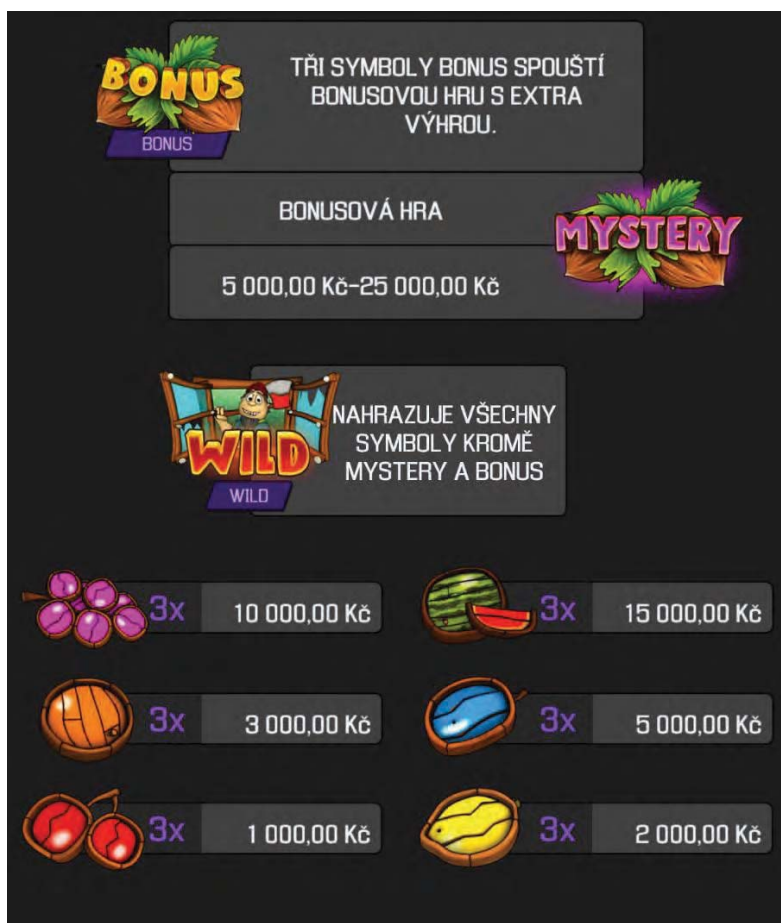 BONUS
BONUS
TŘI SYMBOLY BONUS SPOUŠTÍ
BONUSOVOU HRU S EXTRA
VÝHROU.
BONUSOVÁ HRA
MYSTERY
5 000,00 Kč–25 000,00 Kč
WILD
WILD
NAHRAZUJE VŠECHNY
SYMBOLY KROMĚ
MYSTERY A BONUS
3x 10 000,00 Kč
3x 15 000,00 Kč
3x 3 000,00 Kč
3x 5 000,00 Kč
3x 1 000,00 Kč
3x 2 000,00 Kč